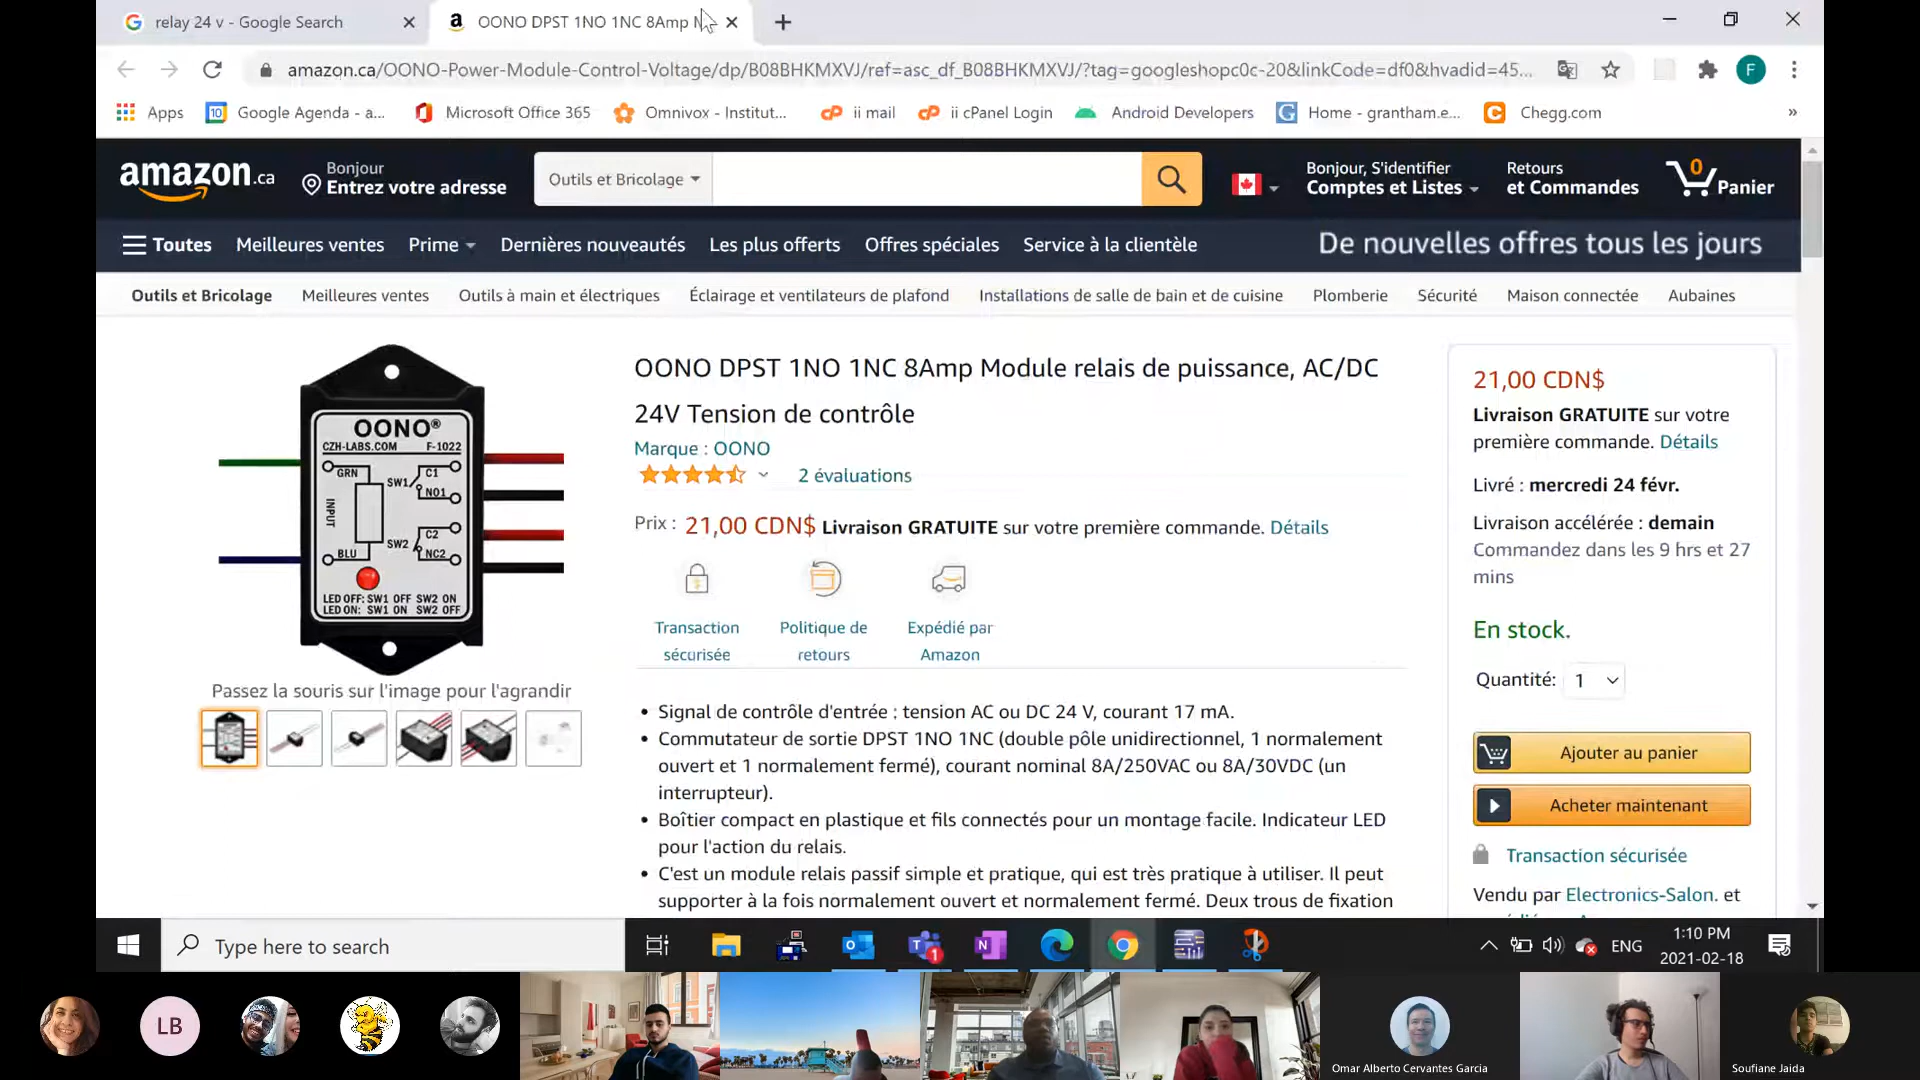 relay 24 v - Google Search
OONO DPST 1NO 1NC 8Amp
amazon.ca/OONO-Power-Module-Control-Voltage/dp/B08BHKMXVJ/ref=asc_df_B08BHKMXVJ/?tag=googleshopc0c-20&linkCode=df0&hvadid=45...
F
Apps
10
Google Agenda - a...
Microsoft Office 365
Omnivox - Institut...
ii mail
ii cPanel Login
Android Developers
Home - grantham.e...
Chegg.com
»
amazon.ca
Bonjour
Entrez votre adresse
Outils et Bricolage
Bonjour, S'identifier
Comptes et Listes
Retours
et Commandes
0
Panier
Toutes
Meilleures ventes
Prime
Dernières nouveautés
Les plus offerts
Offres spéciales
Service à la clientèle
De nouvelles offres tous les jours
Outils et Bricolage
Meilleures ventes
Outils à main et électriques
Éclairage et ventilateurs de plafond
Installations de salle de bain et de cuisine
Plomberie
Sécurité
Maison connectée
Aubaines
OONO®
CZH-LABS.COM F-1022
GRN
INPUT
BLU
SW1
C1
NO1
SW2
C2
NC2
LED OFF: SW1 OFF SW2 ON
LED ON: SW1 ON SW2 OFF
Passez la souris sur l'image pour l'agrandir
OONO DPST 1NO 1NC 8Amp Module relais de puissance, AC/DC
24V Tension de contrôle
Marque : OONO
2 évaluations
Prix : 21,00 CDN$ Livraison GRATUITE sur votre première commande. Détails
Transaction
sécurisée
Politique de
retours
Expédié par
Amazon
• Signal de contrôle d'entrée : tension AC ou DC 24 V, courant 17 mA.
• Commutateur de sortie DPST 1NO 1NC (double pôle unidirectionnel, 1 normalement
ouvert et 1 normalement fermé), courant nominal 8A/250VAC ou 8A/30VDC (un
interrupteur).
• Boîtier compact en plastique et fils connectés pour un montage facile. Indicateur LED
pour l'action du relais.
• C'est un module relais passif simple et pratique, qui est très pratique à utiliser. Il peut
supporter à la fois normalement ouvert et normalement fermé. Deux trous de fixation
21,00 CDN$
Livraison GRATUITE sur votre
première commande. Détails
Livré : mercredi 24 févr.
Livraison accélérée : demain
Commandez dans les 9 hrs et 27
mins
En stock.
Quantité: 1
Ajouter au panier
Acheter maintenant
Transaction sécurisée
Vendu par Electronics-Salon. et
Type here to search
1
ENG
1:10 PM
2021-02-18
LB
Omar Alberto Cervantes Garcia
Soufiane Jaida